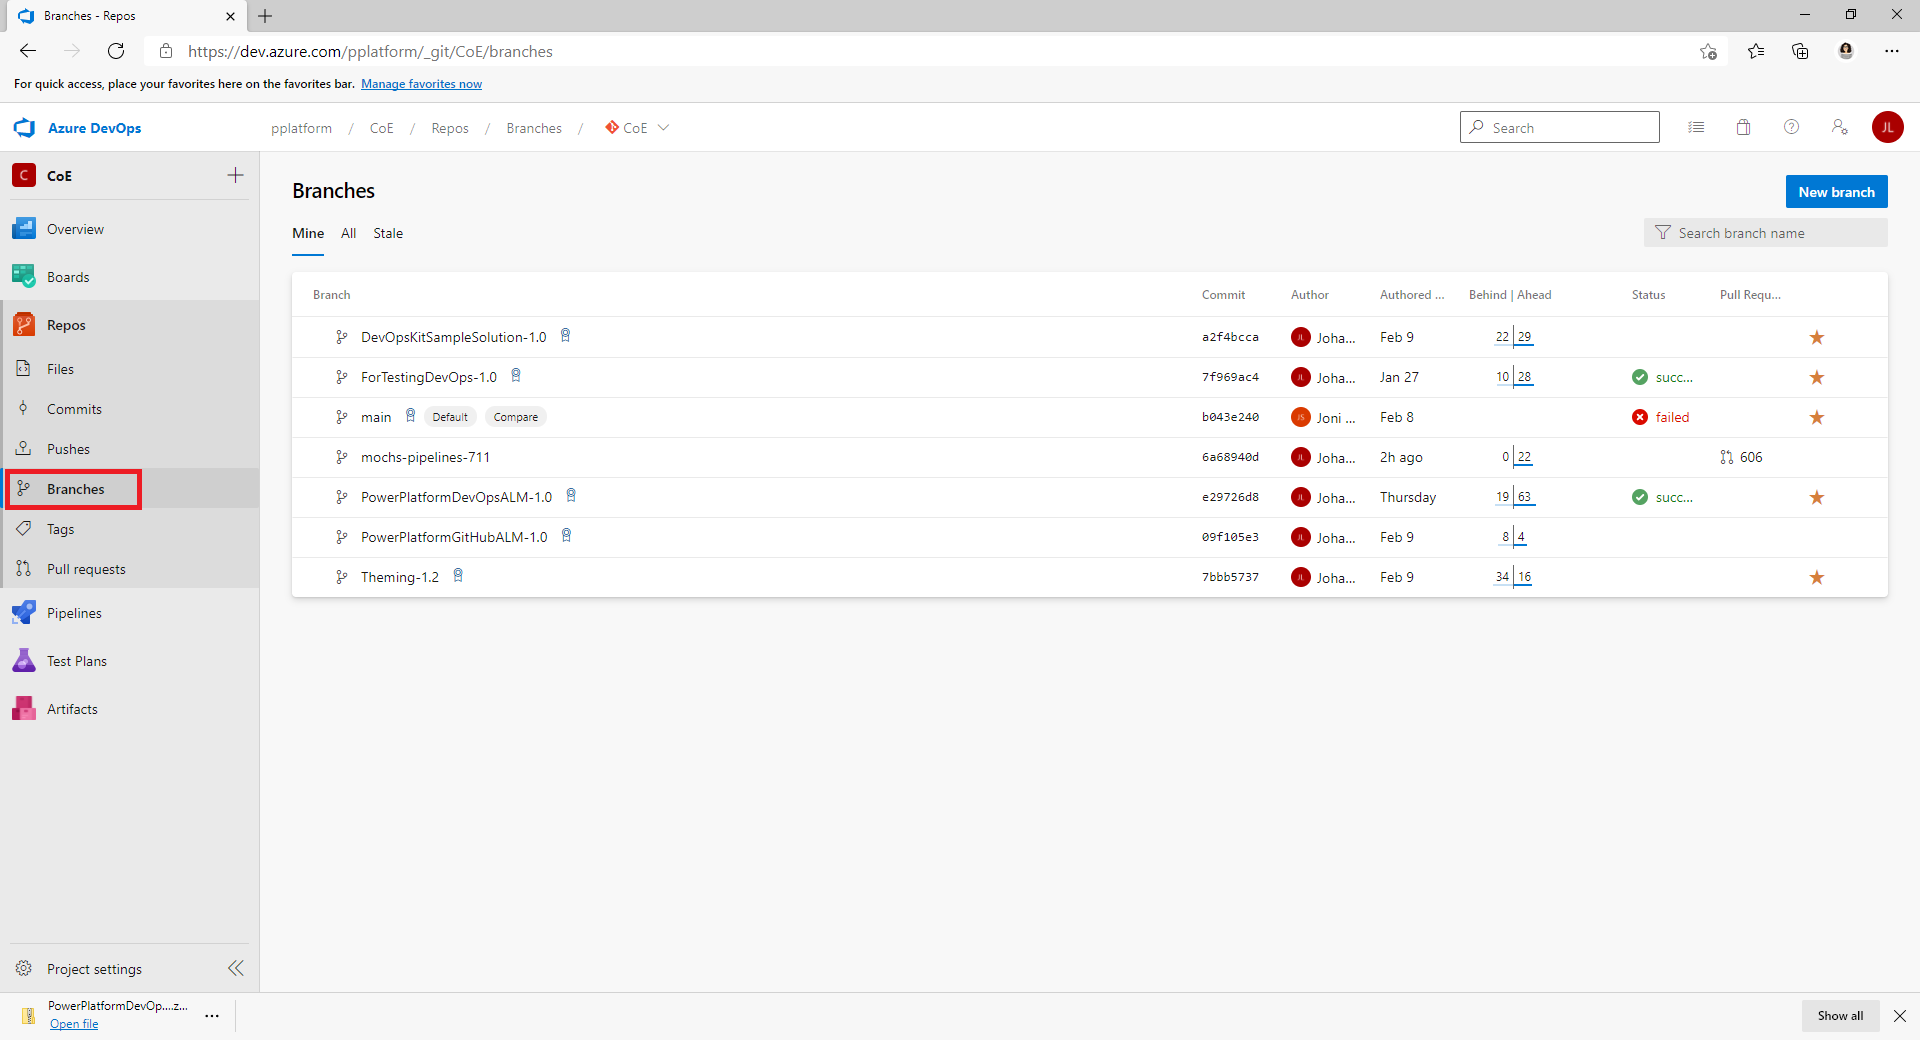 Branches - Repos
https://dev.azure.com/pplatform/_git/CoE/branches
For quick access, place your favorites here on the favorites bar. Manage favorites now
Azure DevOps pplatform / CoE / Repos / Branches / CoE Search JL
C CoE
Overview
Boards
Repos
Files
Commits
Pushes
Branches
Tags
Pull requests
Pipelines
Test Plans
Artifacts
Project settings
Branches New branch
Mine All Stale Search branch name
Branch Commit Author Authored ... Behind | Ahead Status Pull Requ...
DevOpsKitSampleSolution-1.0 a2f4bcca JL Joha... Feb 9 22 29
ForTestingDevOps-1.0 7f969ac4 JL Joha... Jan 27 10 28 succ...
main Default Compare b043e240 JS Joni ... Feb 8 failed
mochs-pipelines-711 6a68940d JL Joha... 2h ago 0 22 606
PowerPlatformDevOpsALM-1.0 e29726d8 JL Joha... Thursday 19 63 succ...
PowerPlatformGitHubALM-1.0 09f105e3 JL Joha... Feb 9 8 4
Theming-1.2 7bbb5737 JL Joha... Feb 9 34 16
PowerPlatformDevOp....z...
Open file
Show all